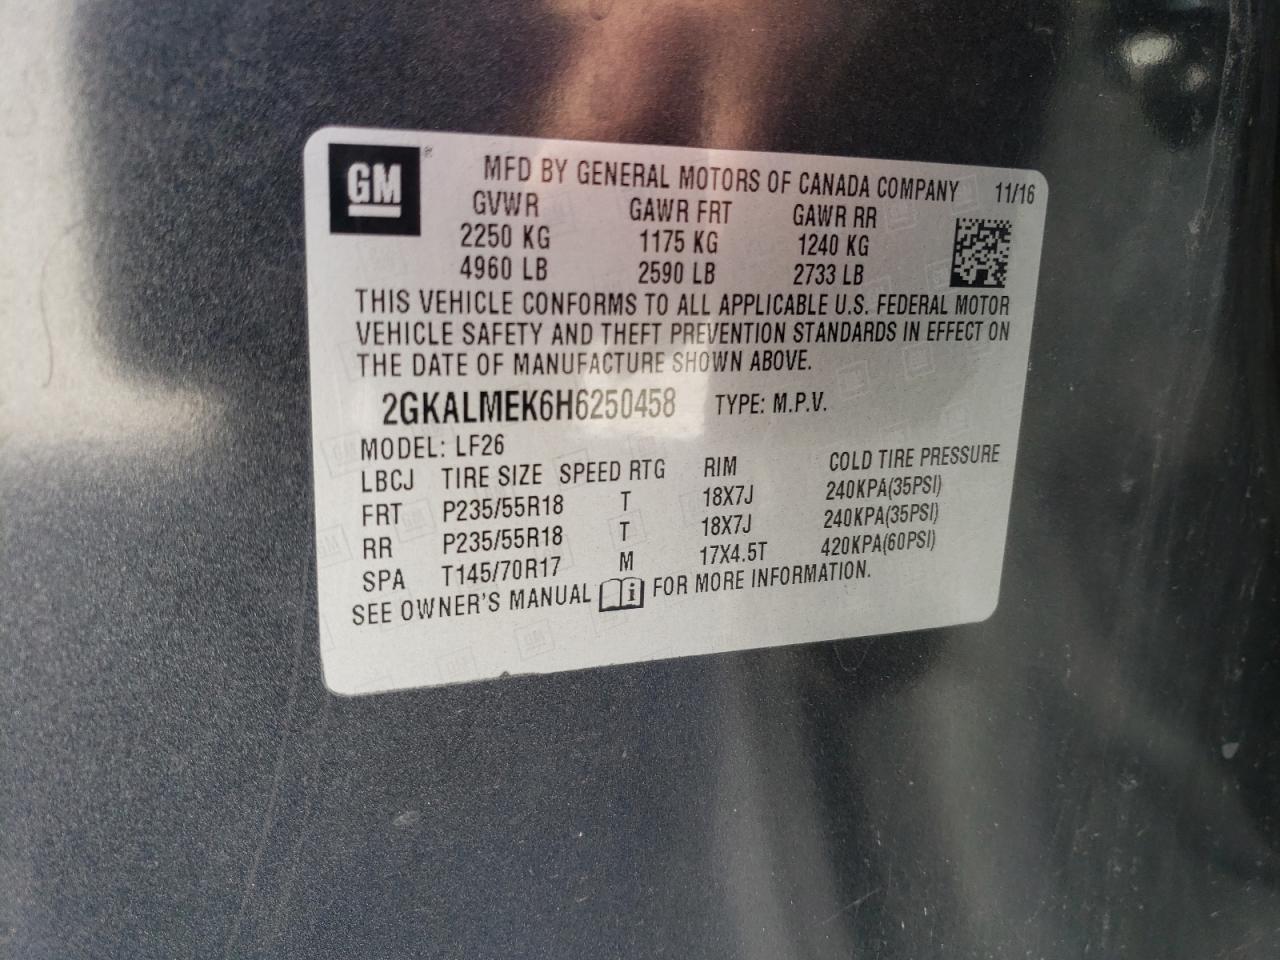 GM ®
MFD BY GENERAL MOTORS OF CANADA COMPANY 11/16
GVWR GAWR FRT GAWR RR
2250 KG 1175 KG 1240 KG
4960 LB 2590 LB 2733 LB
THIS VEHICLE CONFORMS TO ALL APPLICABLE U.S. FEDERAL MOTOR
VEHICLE SAFETY AND THEFT PREVENTION STANDARDS IN EFFECT ON
THE DATE OF MANUFACTURE SHOWN ABOVE.
2GKALMEK6H6250458 TYPE: M.P.V.
MODEL: LF26
LBCJ TIRE SIZE SPEED RTG RIM COLD TIRE PRESSURE
FRT P235/55R18 T 18X7J 240KPA(35PSI)
RR P235/55R18 T 18X7J 240KPA(35PSI)
SPA T145/70R17 M 17X4.5T 420KPA(60PSI)
SEE OWNER'S MANUAL FOR MORE INFORMATION.